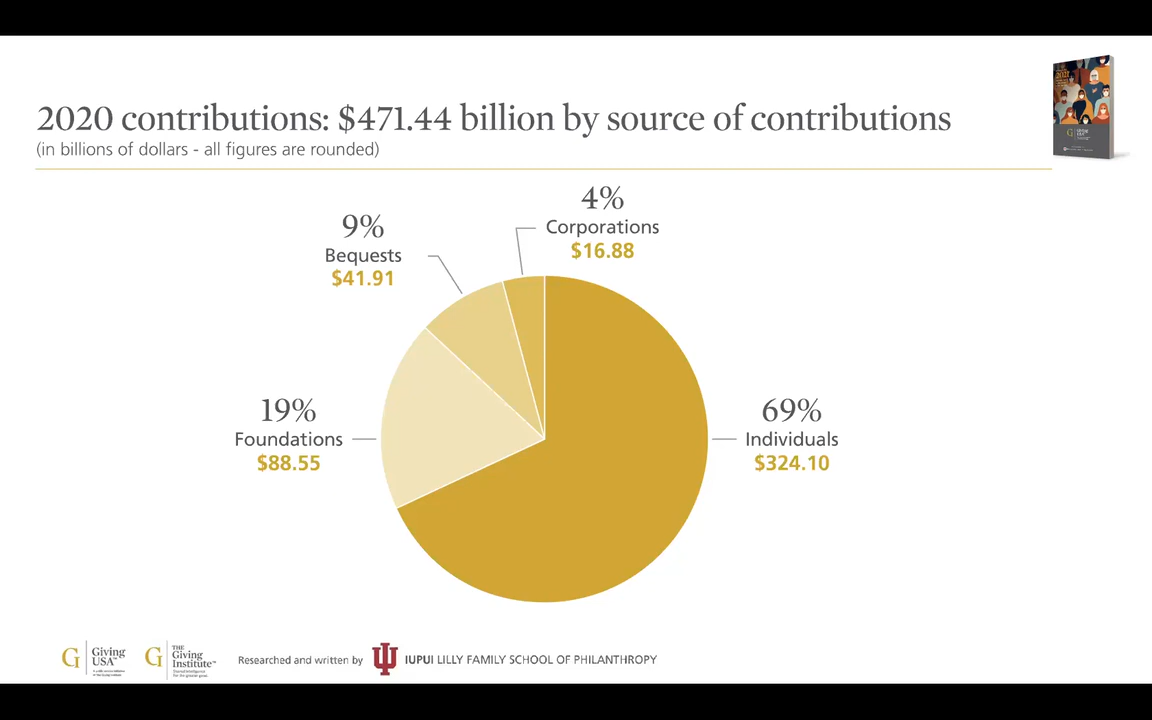 2020 contributions: $471.44 billion by source of contributions
(in billions of dollars - all figures are rounded)
4%
Corporations
$16.88
9%
Bequests
$41.91
19%
Foundations
$88.55
69%
Individuals
$324.10
G Giving USA™
G THE Giving Institute™
Researched and written by
IUPUI LILLY FAMILY SCHOOL OF PHILANTHROPY